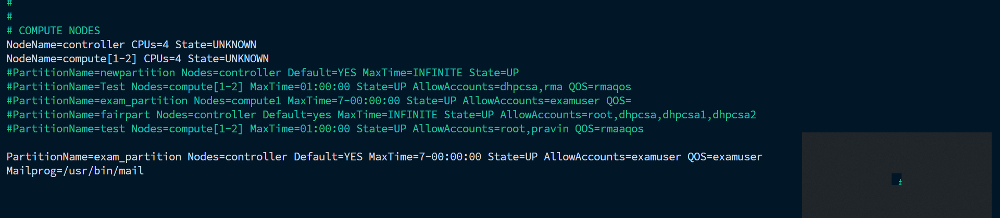 #
#
# COMPUTE NODES
NodeName=controller CPUs=4 State=UNKNOWN
NodeName=compute[1-2] CPUs=4 State=UNKNOWN
#PartitionName=newpartition Nodes=controller Default=YES MaxTime=INFINITE State=UP
#PartitionName=Test Nodes=compute[1-2] MaxTime=01:00:00 State=UP AllowAccounts=dhpcsa,rma QOS=rmaqos
#PartitionName=exam_partition Nodes=compute1 MaxTime=7-00:00:00 State=UP AllowAccounts=examuser QOS=
#PartitionName=fairpart Nodes=controller Default=yes MaxTime=INFINITE State=UP AllowAccounts=root,dhpcsa,dhpcsa1,dhpcsa2
#PartitionName=test Nodes=compute[1-2] MaxTime=01:00:00 State=UP AllowAccounts=root,pravin QOS=rmaaqos
PartitionName=exam_partition Nodes=controller Default=YES MaxTime=7-00:00:00 State=UP AllowAccounts=examuser QOS=examuser
Mailprog=/usr/bin/mail